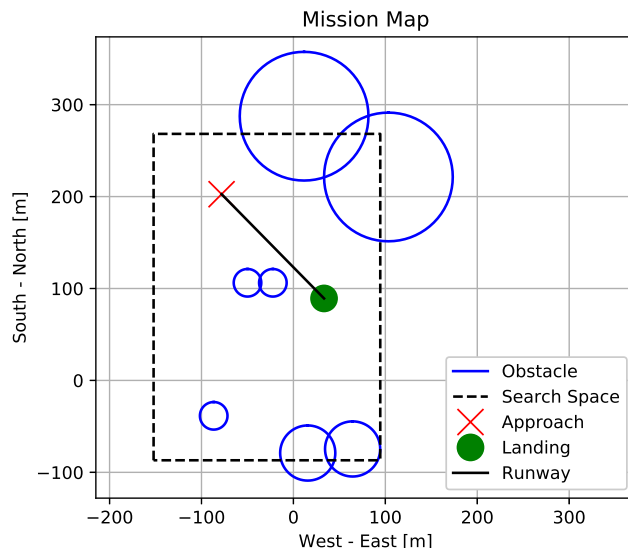 Mission Map
South - North [m]
300
200
100
0
−100
−200
−100
0
100
200
300
West - East [m]
Obstacle
Search Space
Approach
Landing
Runway